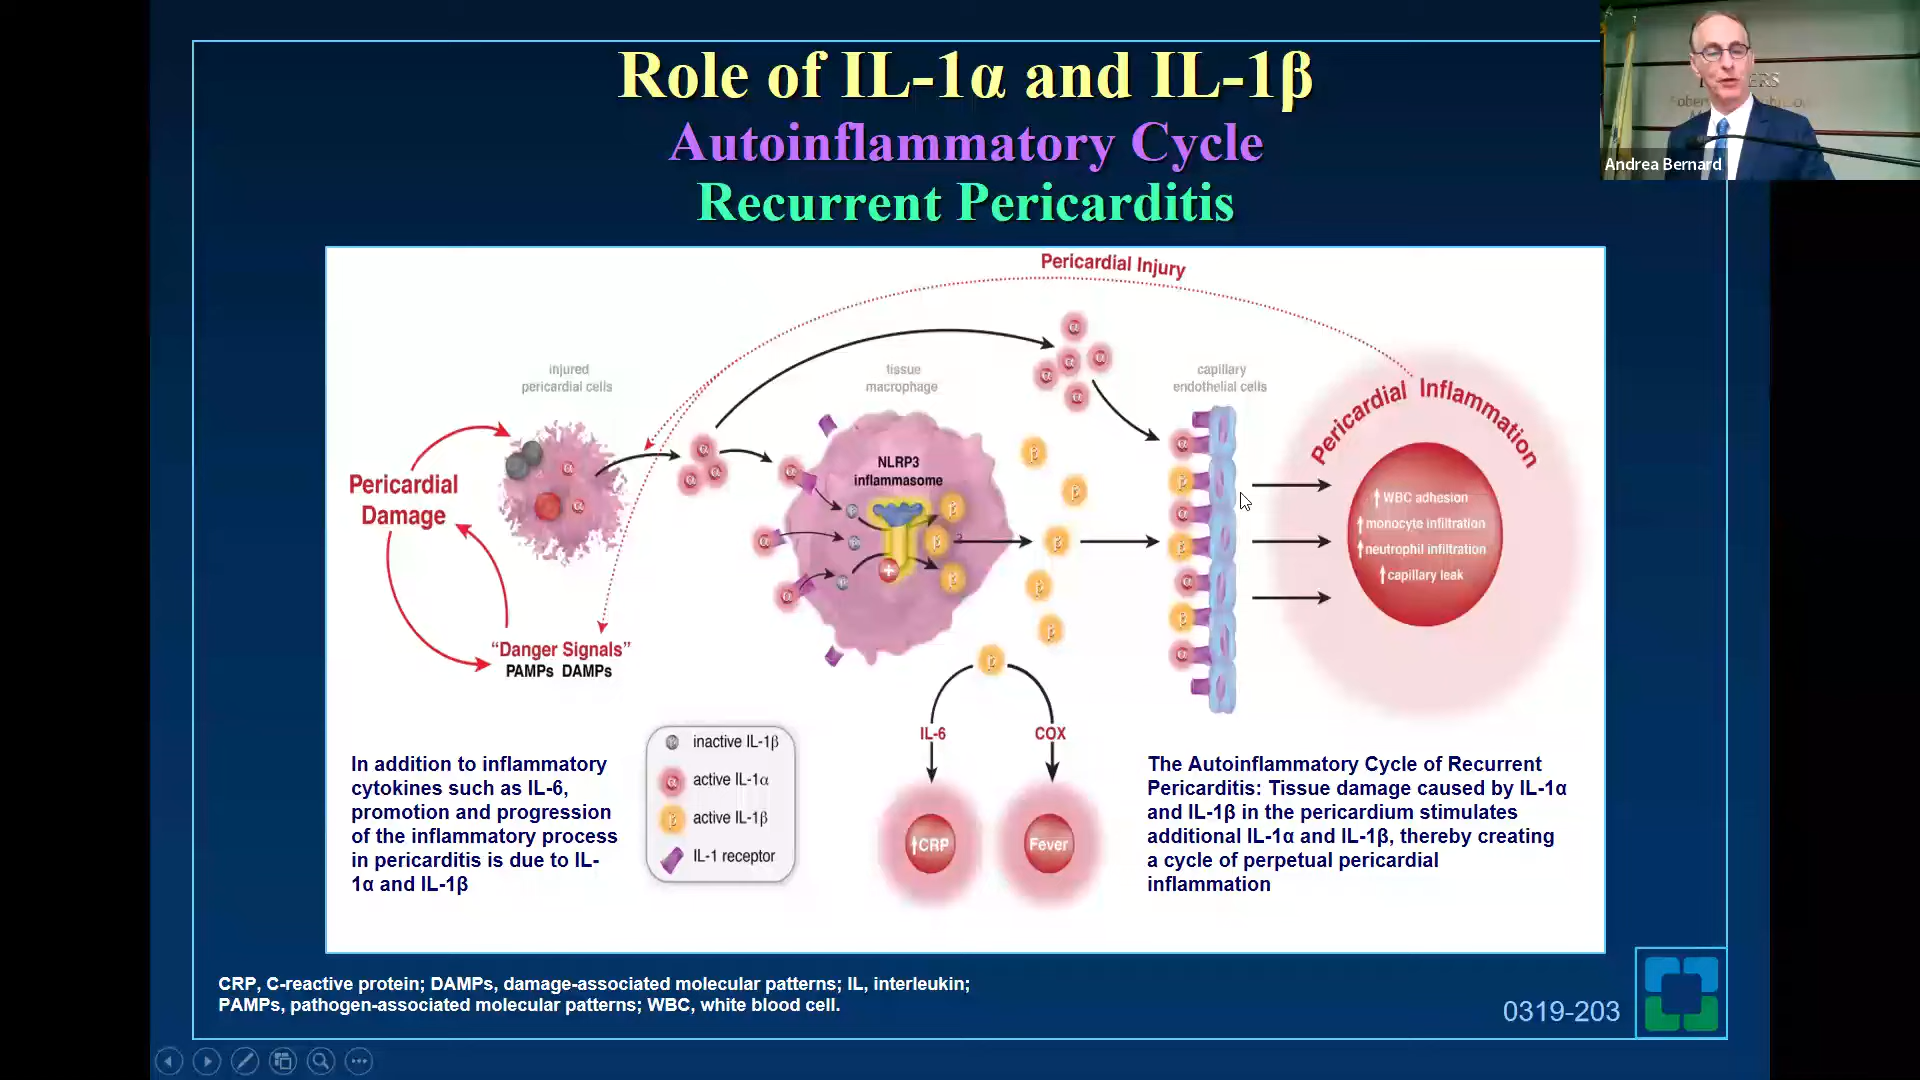 Role of IL-1α and IL-1β
Autoinflammatory Cycle
Recurrent Pericarditis
Andrea Bernard
Pericardial Injury
injured
pericardial cells
tissue
macrophage
capillary
endothelial cells
Pericardial Inflammation
NLRP3
inflammasome
Pericardial
Damage
↑WBC adhesion
↑monocyte infiltration
↑neutrophil infiltration
↑capillary leak
“Danger Signals”
PAMPs DAMPs
IL-6
COX
↑CRP
Fever
inactive IL-1β
active IL-1α
active IL-1β
IL-1 receptor
In addition to inflammatory
cytokines such as IL-6,
promotion and progression
of the inflammatory process
in pericarditis is due to IL-
1α and IL-1β
The Autoinflammatory Cycle of Recurrent
Pericarditis: Tissue damage caused by IL-1α
and IL-1β in the pericardium stimulates
additional IL-1α and IL-1β, thereby creating
a cycle of perpetual pericardial
inflammation
CRP, C-reactive protein; DAMPs, damage-associated molecular patterns; IL, interleukin;
PAMPs, pathogen-associated molecular patterns; WBC, white blood cell.
0319-203